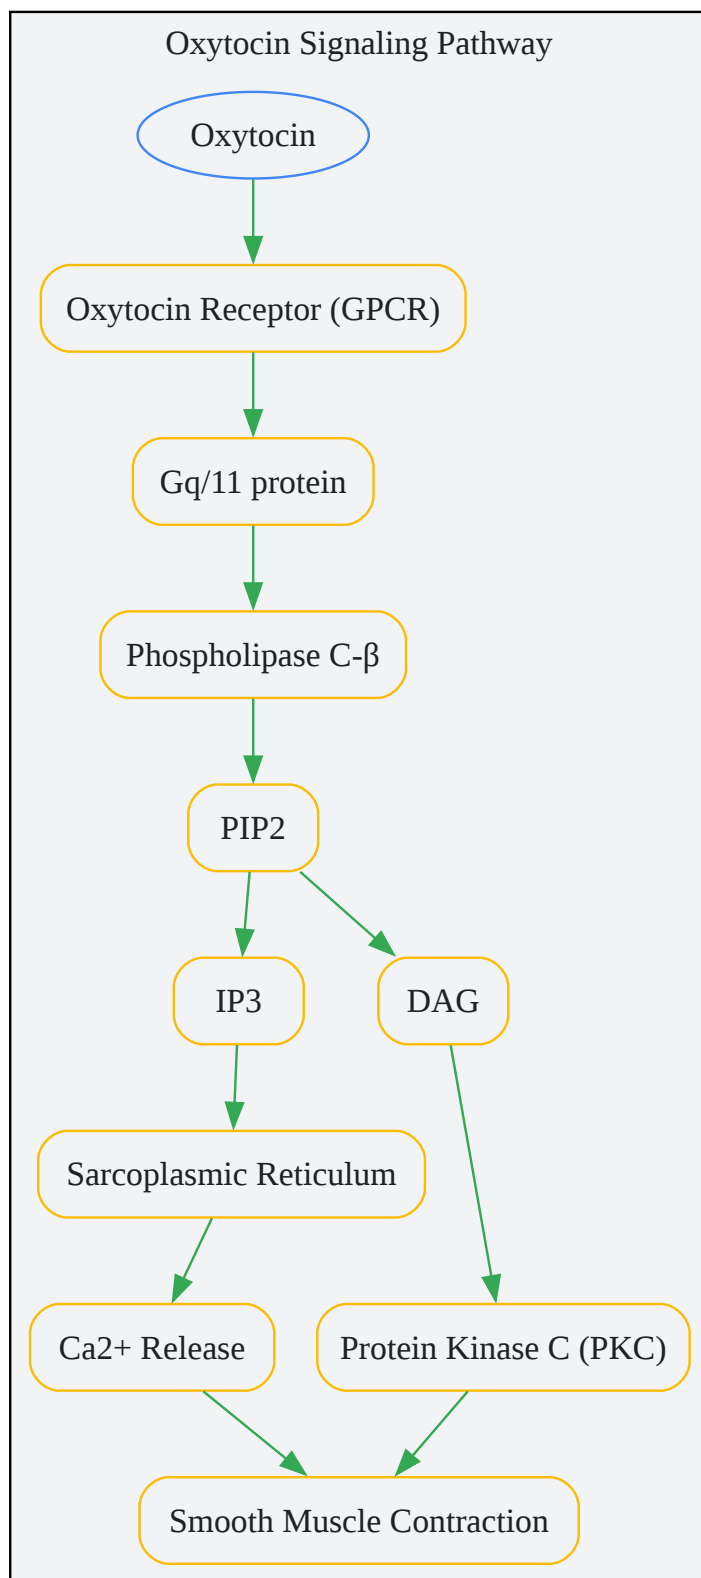 Oxytocin Signaling Pathway
Oxytocin
Oxytocin Receptor (GPCR)
Gq/11 protein
Phospholipase C-β
PIP2
IP3
DAG
Sarcoplasmic Reticulum
Ca2+ Release
Protein Kinase C (PKC)
Smooth Muscle Contraction